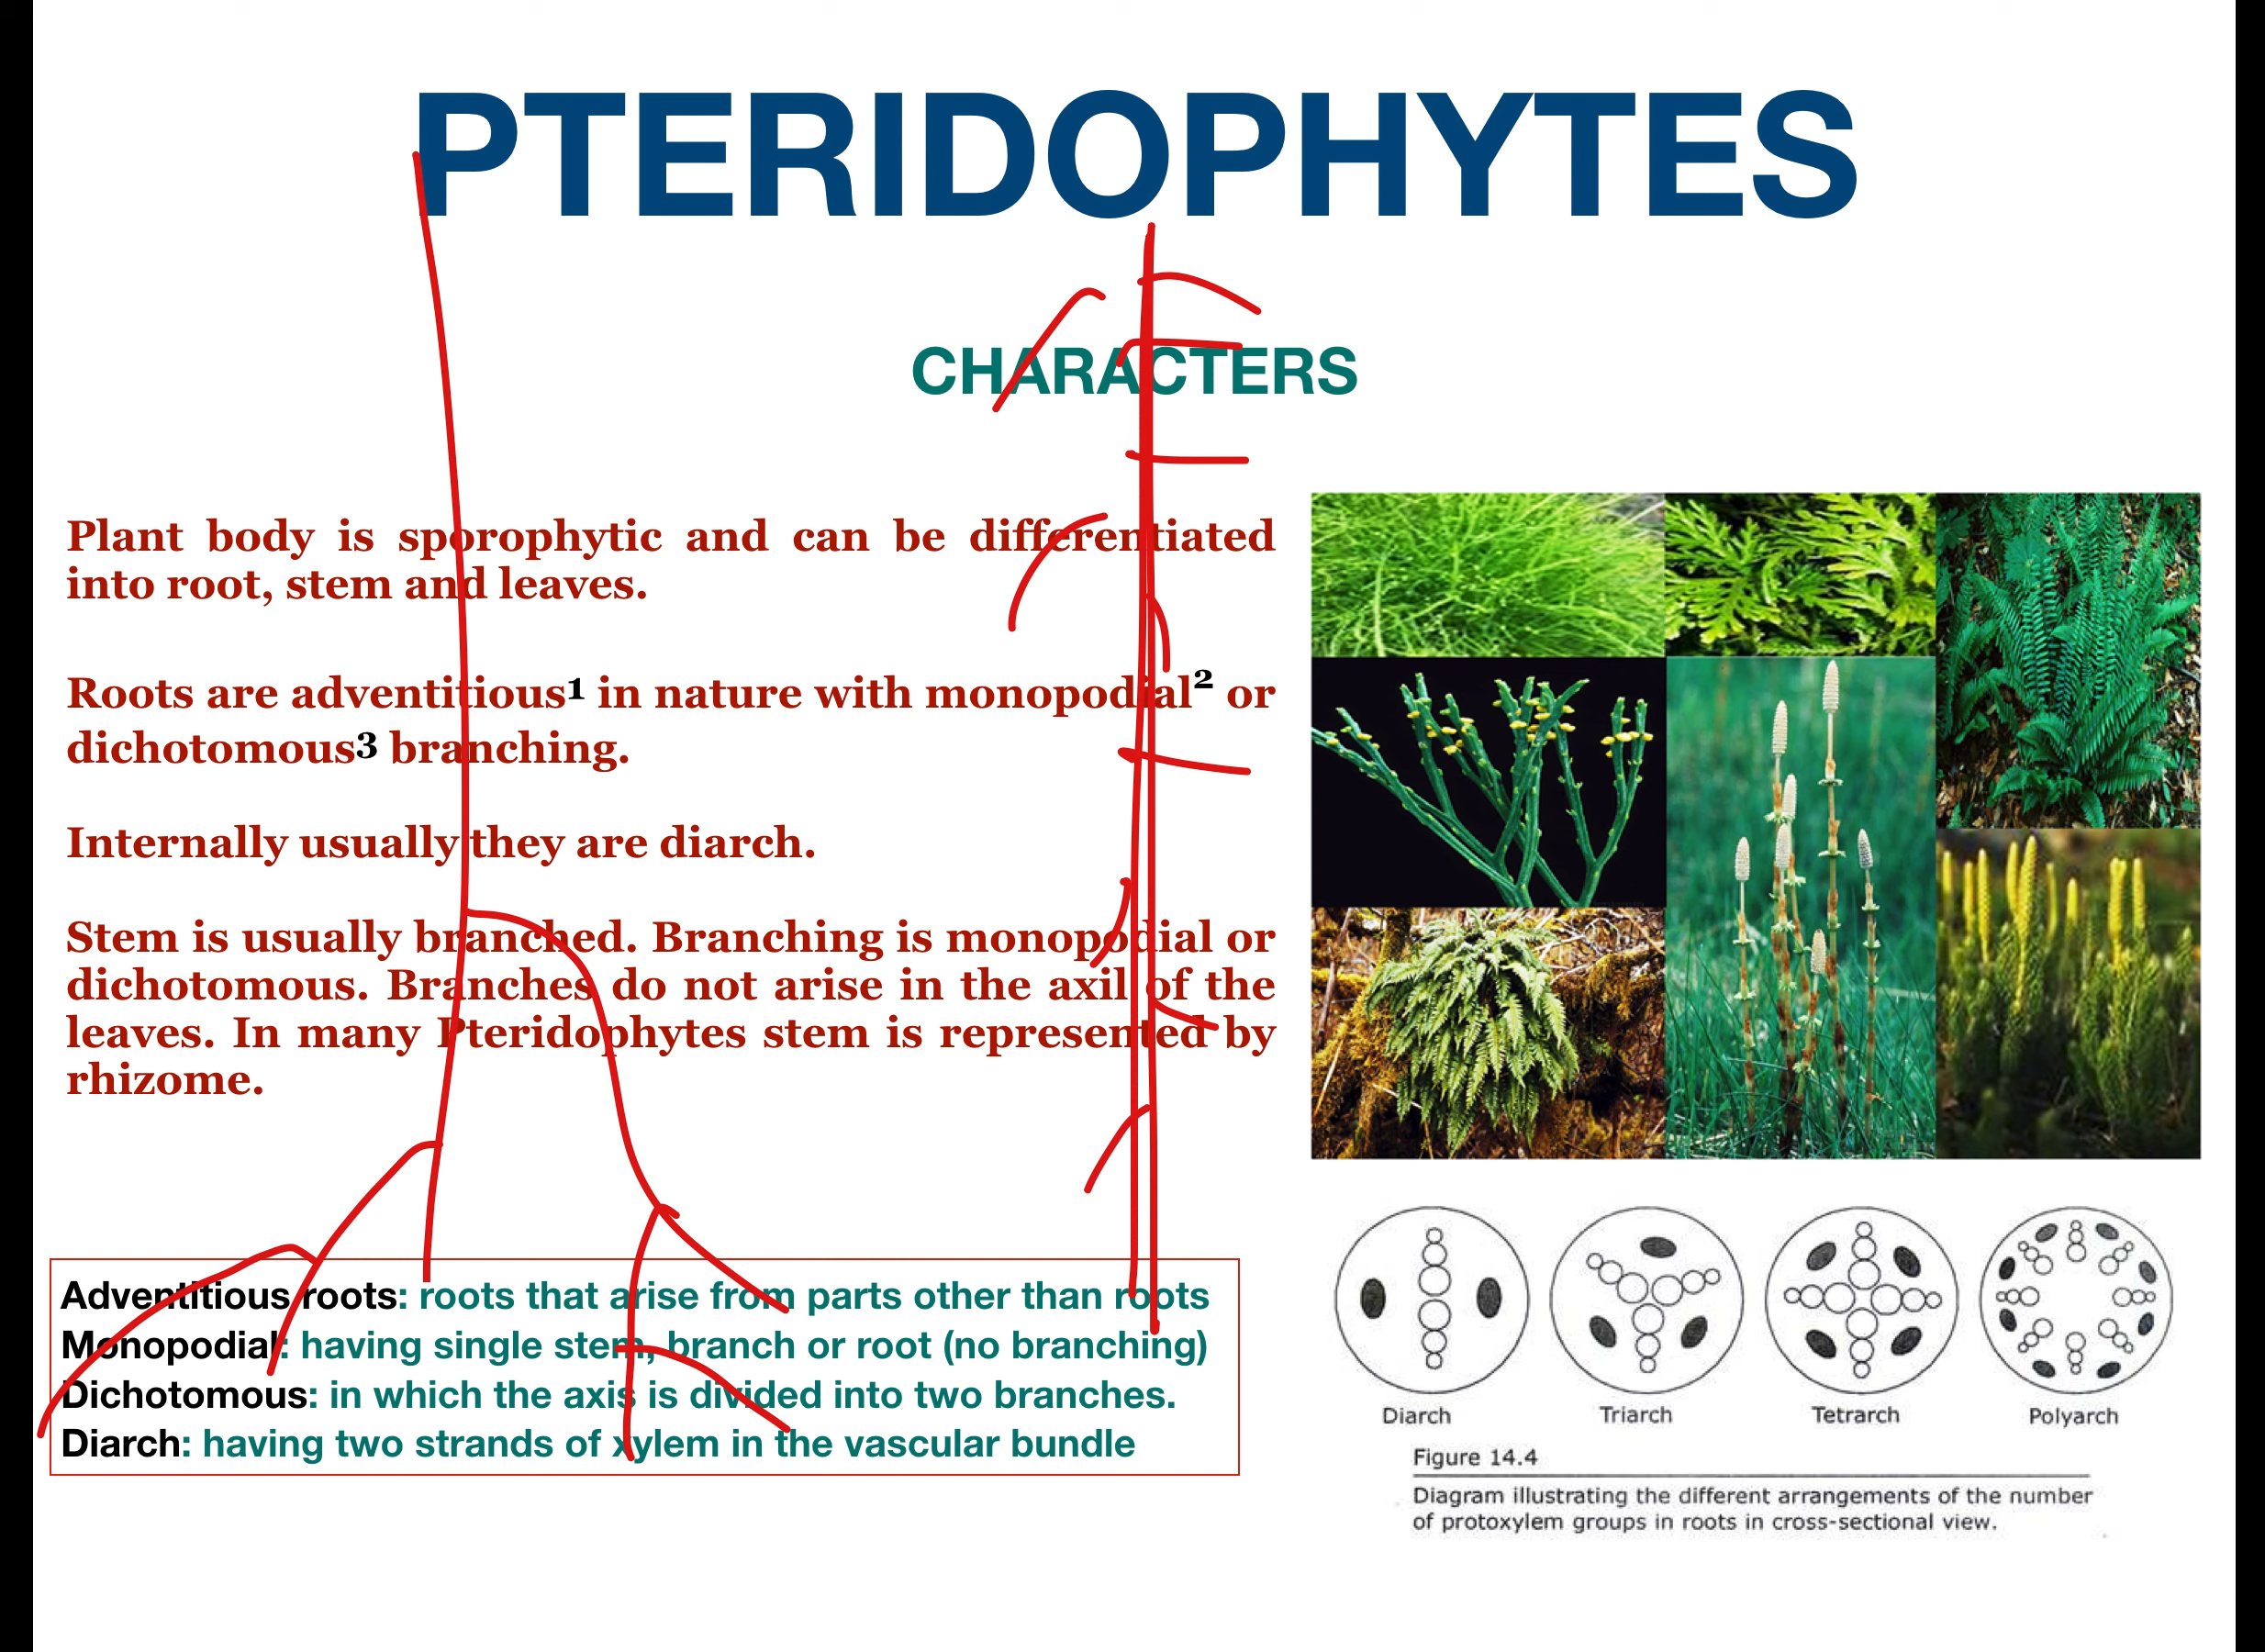 PTERIDOPHYTES
CHARACTERS
Plant body is sporophytic and can be differentiated
into root, stem and leaves.
Roots are adventitious¹ in nature with monopodial² or
dichotomous³ branching.
Internally usually they are diarch.
Stem is usually branched. Branching is monopodial or
dichotomous. Branches do not arise in the axil of the
leaves. In many Pteridophytes stem is represented by
rhizome.
Adventitious roots: roots that arise from parts other than roots
Monopodial: having single stem, branch or root (no branching)
Dichotomous: in which the axis is divided into two branches.
Diarch: having two strands of xylem in the vascular bundle
Diarch Triarch Tetrarch Polyarch
Figure 14.4
Diagram illustrating the different arrangements of the number
of protoxylem groups in roots in cross-sectional view.